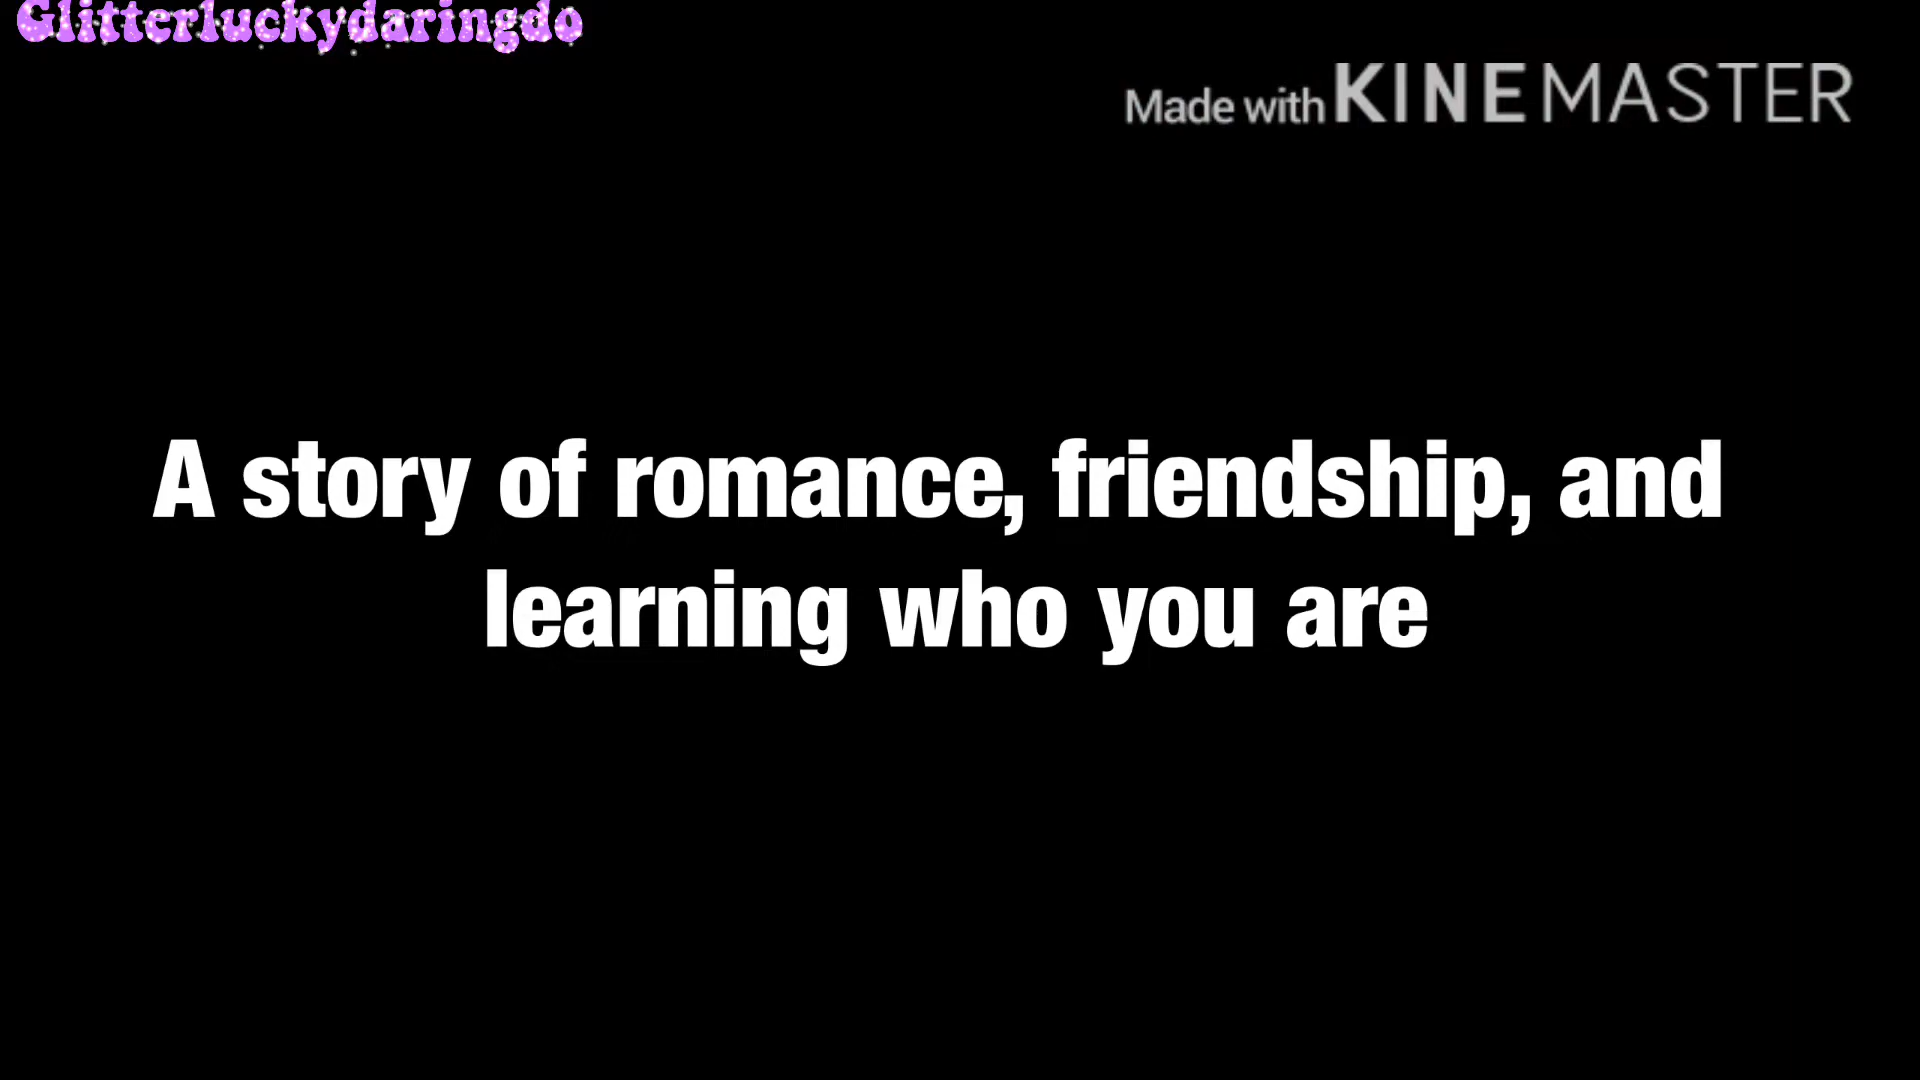 Glitterluckydaringdo
Made with KINEMASTER
A story of romance, friendship, and
learning who you are